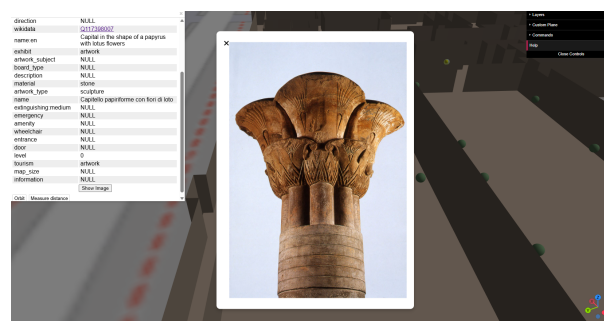 direction NULL
wikidata Q117398007
name:en Capital in the shape of a papyrus
with lotus flowers
exhibit artwork
artwork_subject NULL
board_type NULL
description NULL
material stone
artwork_type sculpture
name Capitello papiriforme con fiori di loto
extinguishing medium NULL
emergency NULL
amenity NULL
wheelchair NULL
entrance NULL
door NULL
level 0
tourism artwork
map_size NULL
information NULL
Show Image
Orbit Measure distance
×
Layers
Custom Plane
Commands
Help
Close Controls